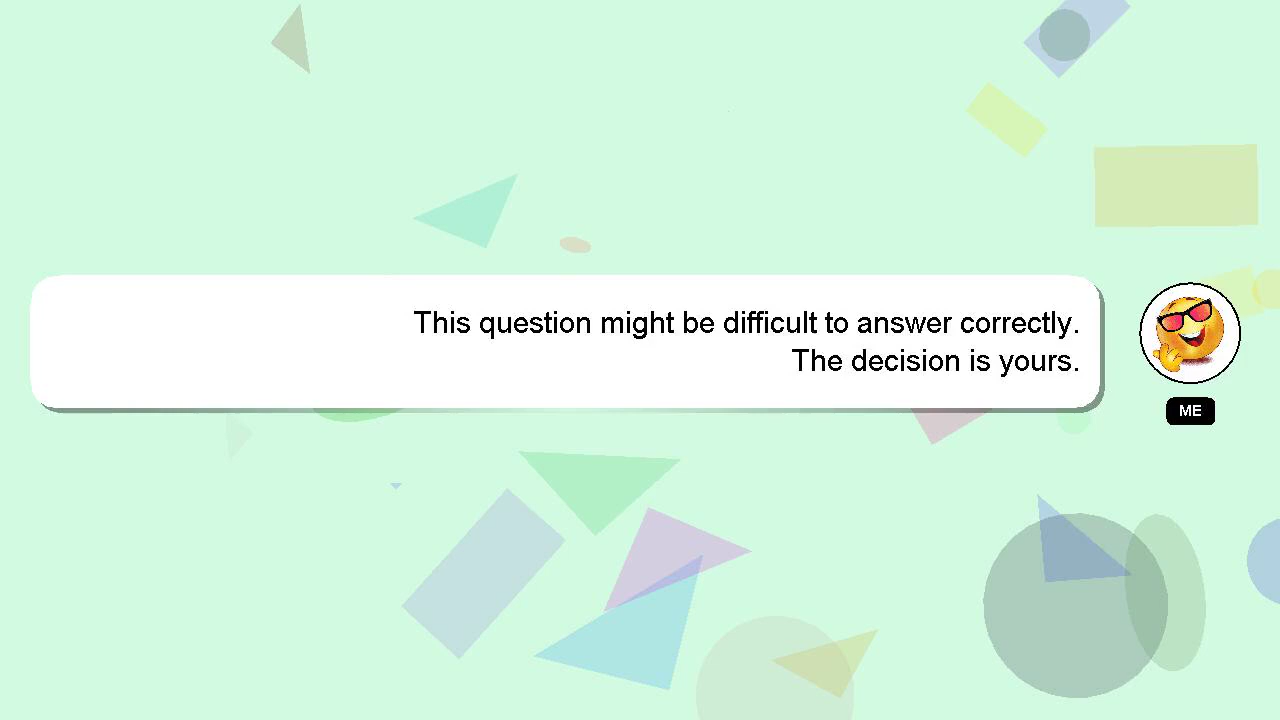 This question might be difficult to answer correctly.
The decision is yours.
ME